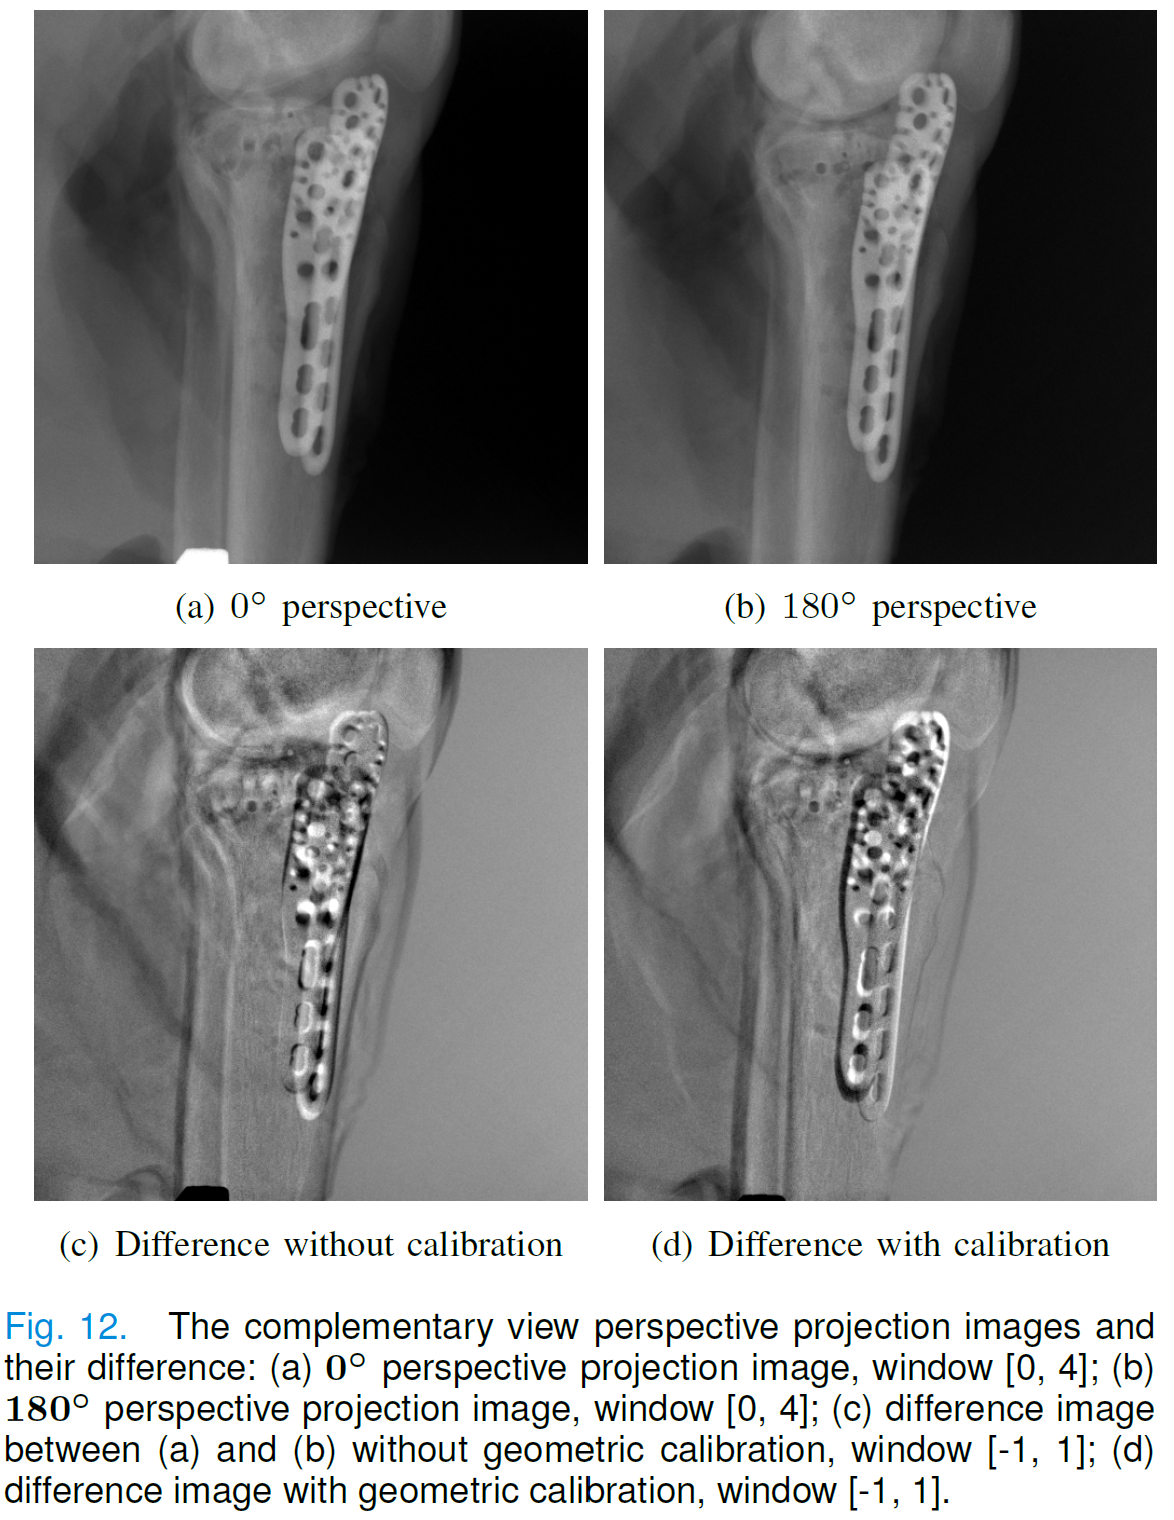 (a) 0° perspective
(b) 180° perspective
(c) Difference without calibration
(d) Difference with calibration
Fig. 12. The complementary view perspective projection images and
their difference: (a) 0° perspective projection image, window [0, 4]; (b)
180° perspective projection image, window [0, 4]; (c) difference image
between (a) and (b) without geometric calibration, window [-1, 1]; (d)
difference image with geometric calibration, window [-1, 1].